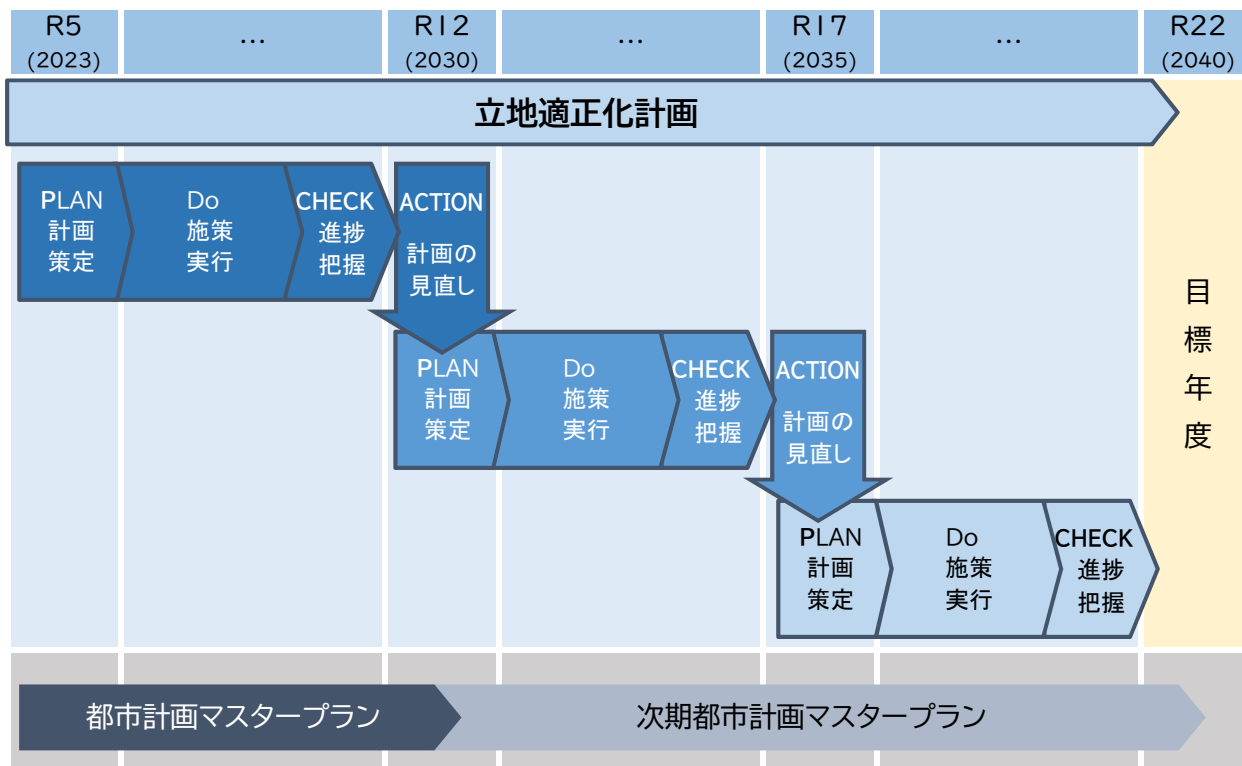 R5
(2023)
…
R12
(2030)
…
R17
(2035)
…
R22
(2040)
立地適正化計画
PLAN
計画
策定
Do
施策
実行
CHECK
進捗
把握
ACTION
計画の
見直し
PLAN
計画
策定
Do
施策
実行
CHECK
進捗
把握
ACTION
計画の
見直し
PLAN
計画
策定
Do
施策
実行
CHECK
進捗
把握
目
標
年
度
都市計画マスタープラン
次期都市計画マスタープラン